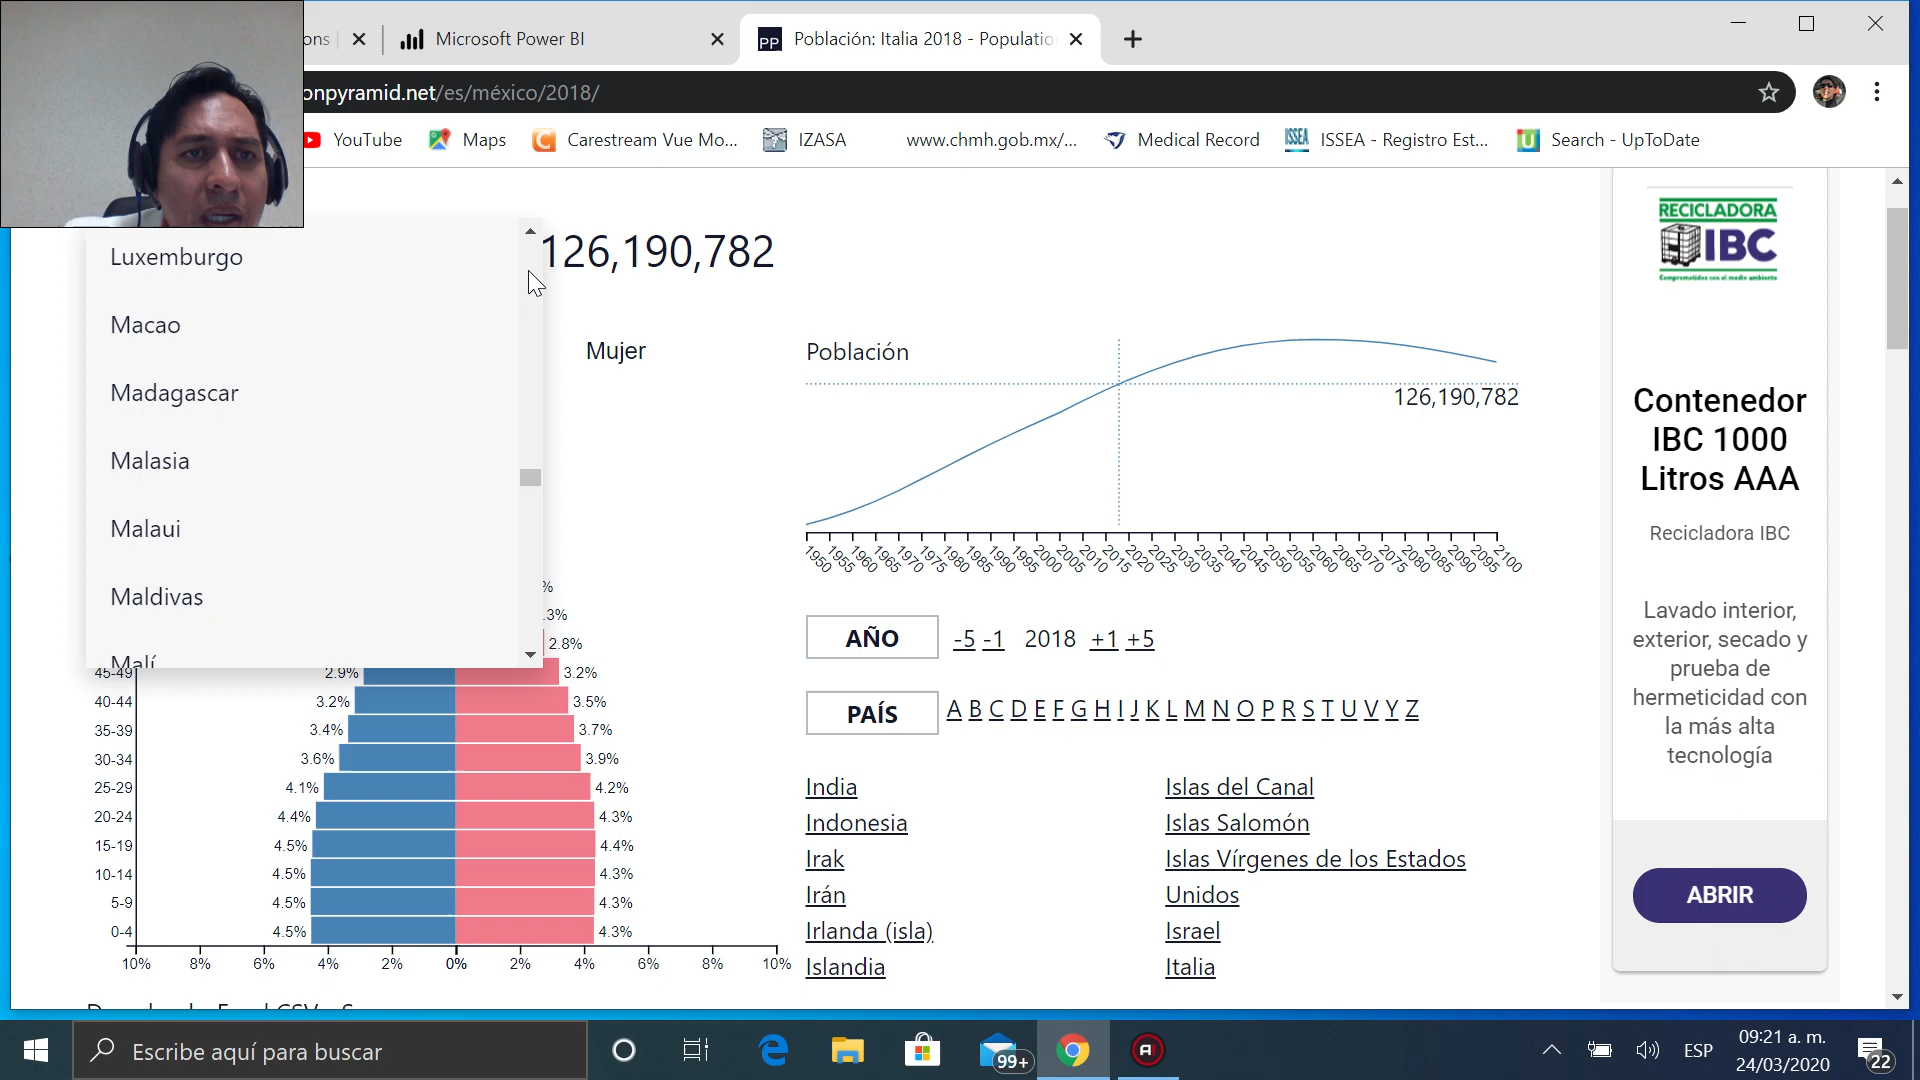 ons
Microsoft Power BI
PP
Población: Italia 2018 - Populatio
onpyramid.net/es/méxico/2018/
YouTube
Maps
Carestream Vue Mo...
IZASA
www.chmh.gob.mx/...
Medical Record
ISSEA
ISSEA - Registro Est...
U
Search - UpToDate
126,190,782
Luxemburgo
Macao
Madagascar
Malasia
Malaui
Maldivas
Malí
Mujer
%
.3%
2.8%
45-49 2.9% 3.2%
40-44 3.2% 3.5%
35-39 3.4% 3.7%
30-34 3.6% 3.9%
25-29 4.1% 4.2%
20-24 4.4% 4.3%
15-19 4.5% 4.4%
10-14 4.5% 4.3%
5-9 4.5% 4.3%
0-4 4.5% 4.3%
10% 8% 6% 4% 2% 0% 2% 4% 6% 8% 10%
Población
126,190,782
1950 1955 1960 1965 1970 1975 1980 1985 1990 1995 2000 2005 2010 2015 2020 2025 2030 2035 2040 2045 2050 2055 2060 2065 2070 2075 2080 2085 2090 2095 2100
AÑO -5 -1 2018 +1 +5
PAÍS A B C D E F G H I J K L M N O P R S T U V Y Z
India
Indonesia
Irak
Irán
Irlanda (isla)
Islandia
Islas del Canal
Islas Salomón
Islas Vírgenes de los Estados
Unidos
Israel
Italia
RECICLADORA
IBC
Comprometidos con el medio ambiente
Contenedor
IBC 1000
Litros AAA
Recicladora IBC
Lavado interior,
exterior, secado y
prueba de
hermeticidad con
la más alta
tecnología
ABRIR
Escribe aquí para buscar
99+
A
ESP
09:21 a. m.
24/03/2020
22